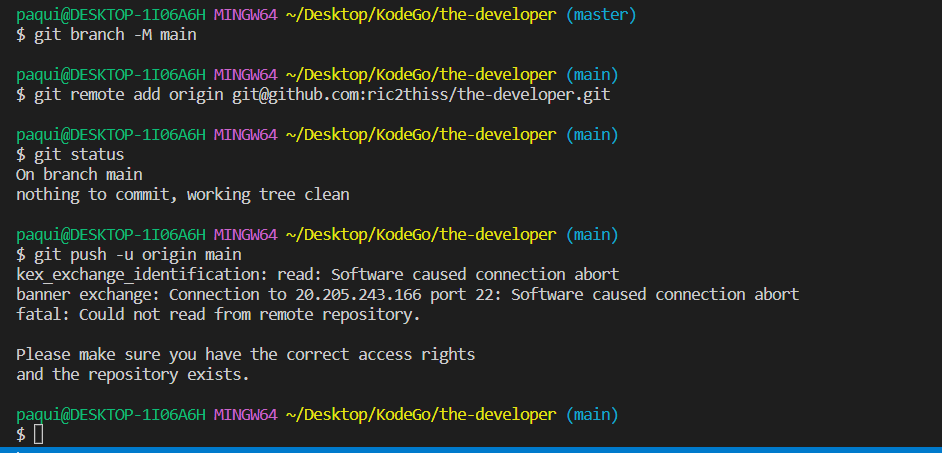 paqui@DESKTOP-1I06A6H MINGW64 ~/Desktop/KodeGo/the-developer (master)
$ git branch -M main
paqui@DESKTOP-1I06A6H MINGW64 ~/Desktop/KodeGo/the-developer (main)
$ git remote add origin git@github.com:ric2thiss/the-developer.git
paqui@DESKTOP-1I06A6H MINGW64 ~/Desktop/KodeGo/the-developer (main)
$ git status
On branch main
nothing to commit, working tree clean
paqui@DESKTOP-1I06A6H MINGW64 ~/Desktop/KodeGo/the-developer (main)
$ git push -u origin main
kex_exchange_identification: read: Software caused connection abort
banner exchange: Connection to 20.205.243.166 port 22: Software caused connection abort
fatal: Could not read from remote repository.
Please make sure you have the correct access rights
and the repository exists.
paqui@DESKTOP-1I06A6H MINGW64 ~/Desktop/KodeGo/the-developer (main)
$